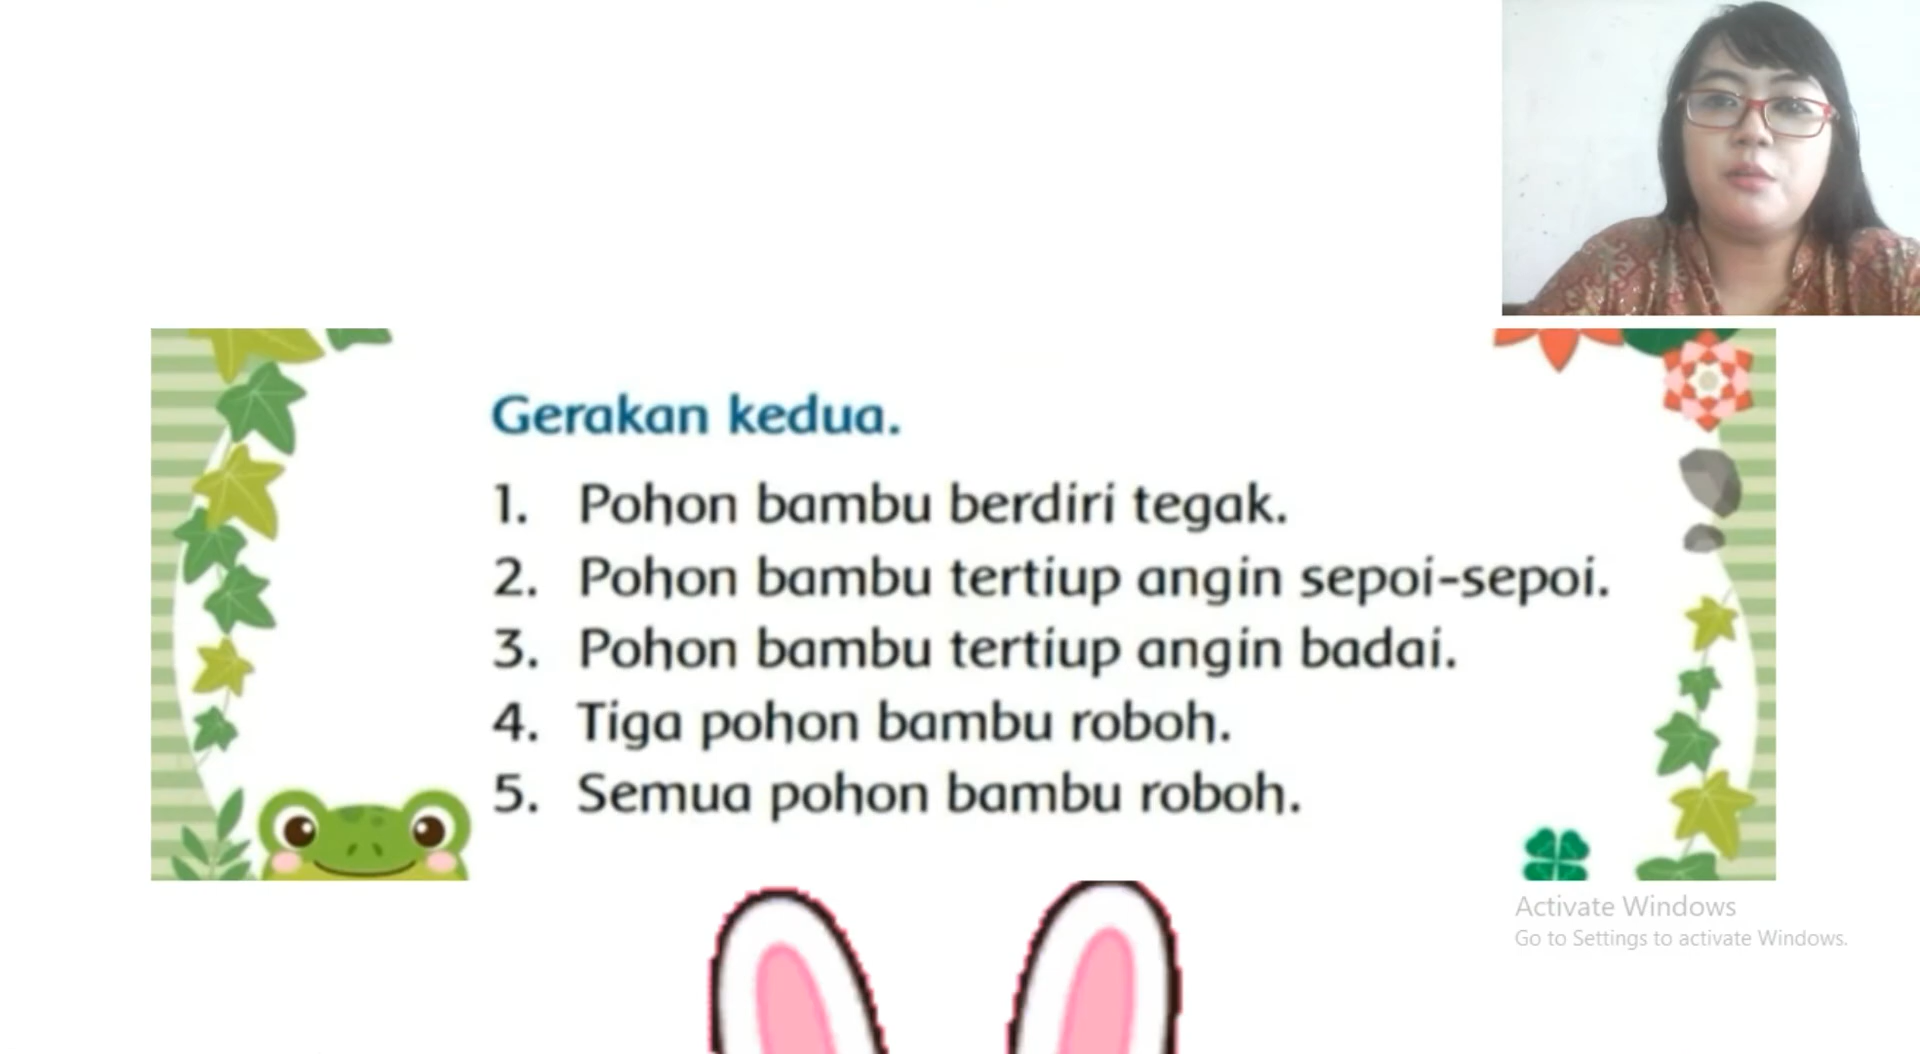 Gerakan kedua.
1. Pohon bambu berdiri tegak.
2. Pohon bambu tertiup angin sepoi-sepoi.
3. Pohon bambu tertiup angin badai.
4. Tiga pohon bambu roboh.
5. Semua pohon bambu roboh.
Activate Windows
Go to Settings to activate Windows.